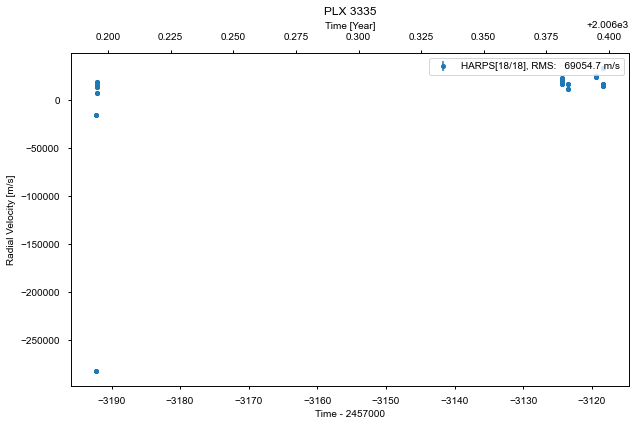 PLX 3335
Time [Year]
+2.006e3
0.200 0.225 0.250 0.275 0.300 0.325 0.350 0.375 0.400
HARPS[18/18], RMS: 69054.7 m/s
0
−50000
−100000
−150000
−200000
−250000
Radial Velocity [m/s]
−3190 −3180 −3170 −3160 −3150 −3140 −3130 −3120
Time - 2457000